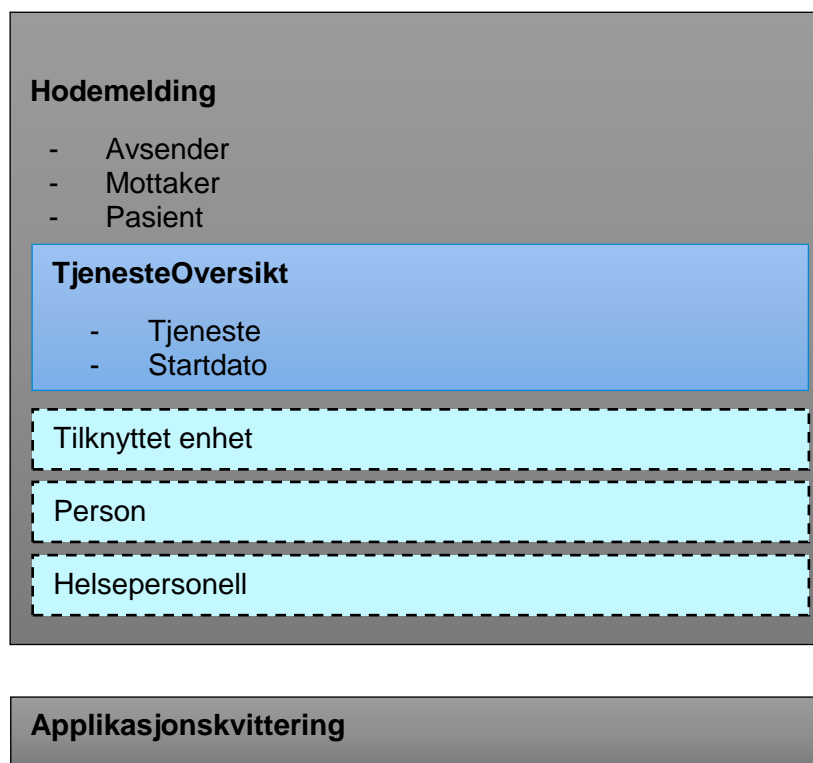 Hodemelding
- Avsender
- Mottaker
- Pasient
TjenesteOversikt
- Tjeneste
- Startdato
Tilknyttet enhet
Person
Helsepersonell
Applikasjonskvittering